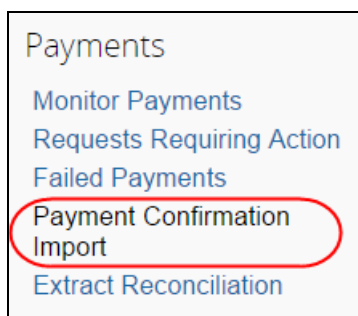 Payments
Monitor Payments
Requests Requiring Action
Failed Payments
Payment Confirmation
Import
Extract Reconciliation